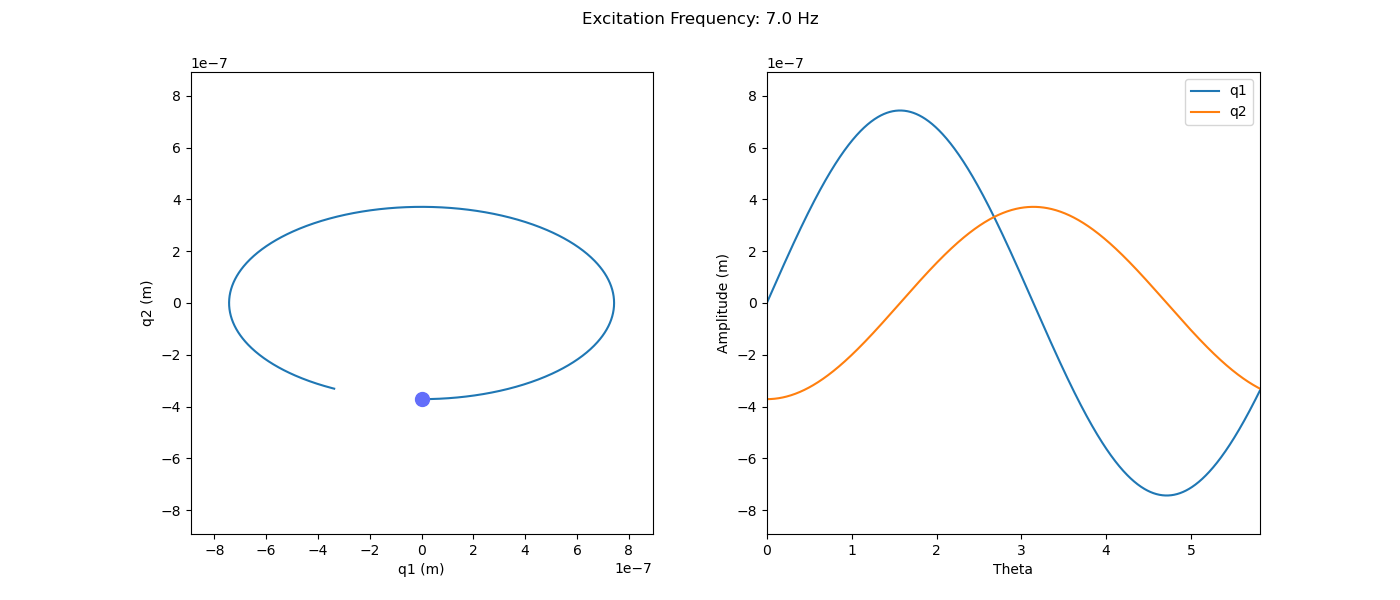 Excitation Frequency: 7.0 Hz
1e−7
8
6
4
2
0
−2
−4
−6
−8
q2 (m)
−8 −6 −4 −2 0 2 4 6 8
q1 (m)
1e−7
1e−7
8
6
4
2
0
−2
−4
−6
−8
Amplitude (m)
0 1 2 3 4 5
Theta
q1
q2